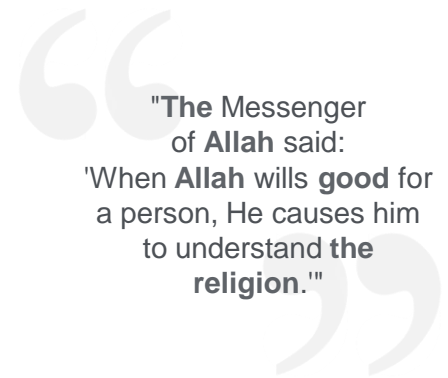 "The Messenger
of Allah said:
'When Allah wills good for
a person, He causes him
to understand the
religion.'"